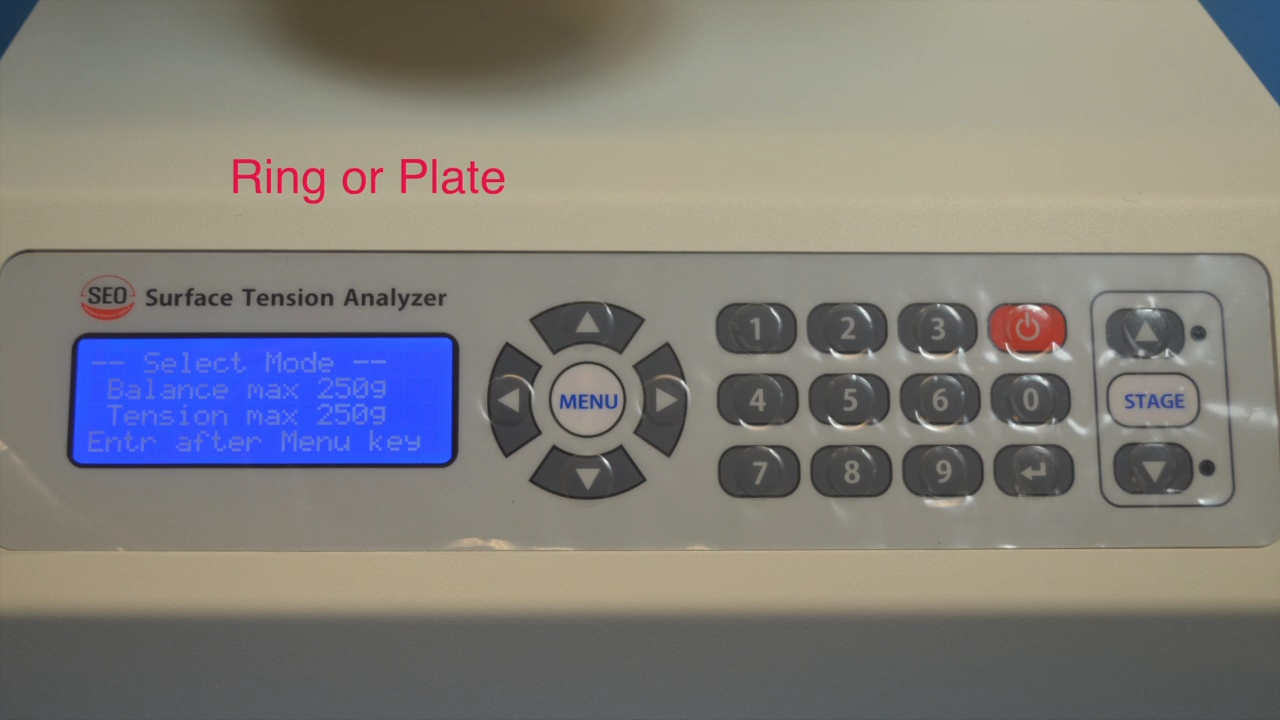 Ring or Plate
SEO Surface Tension Analyzer
-- Select Mode --
Balance max 250g
Tension max 250g
Entr after Menu key
MENU
1 2 3
4 5 6 0
7 8 9
STAGE